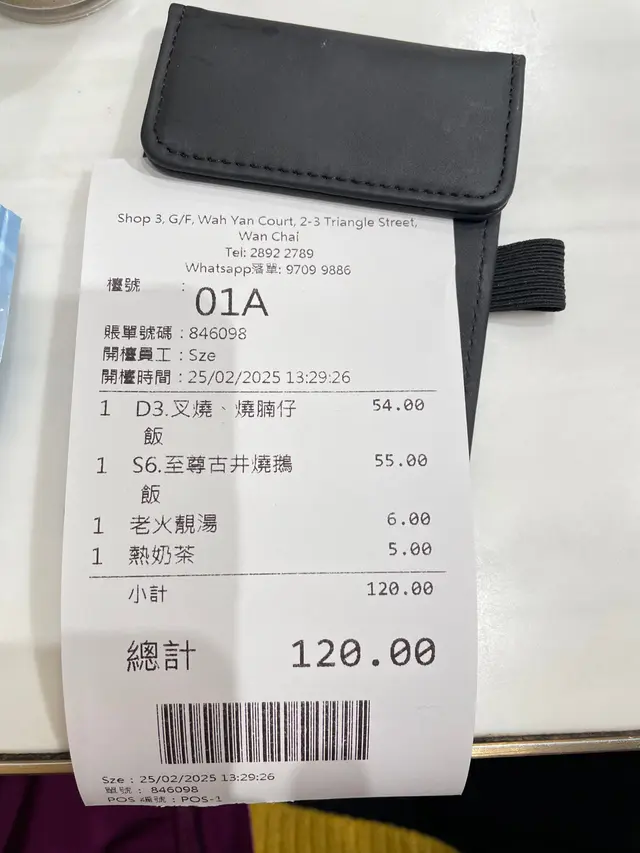 Shop 3, G/F, Wah Yan Court, 2-3 Triangle Street,
Wan Chai
Tel: 2892 2789
Whatsapp落單: 9709 9886
檯號 : 01A
賬單號碼：846098
開檯員工：Sze
開檯時間：25/02/2025 13:29:26
1 D3.叉燒、燒腩仔 54.00
飯
1 S6.至尊古井燒鵝 55.00
飯
1 老火靚湯 6.00
1 熱奶茶 5.00
小計 120.00
總計 120.00
Sze : 25/02/2025 13:29:26
單號： 846098
POS 編號：POS-1